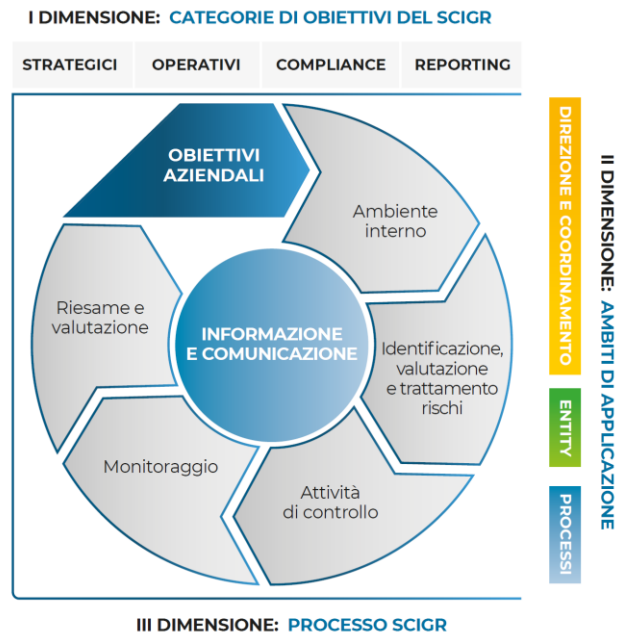 I DIMENSIONE: CATEGORIE DI OBIETTIVI DEL SCIGR
STRATEGICI OPERATIVI COMPLIANCE REPORTING
OBIETTIVI
AZIENDALI
Ambiente
interno
Identificazione,
valutazione
e trattamento
rischi
Attività
di controllo
Monitoraggio
Riesame e
valutazione
INFORMAZIONE
E COMUNICAZIONE
DIREZIONE E COORDINAMENTO
ENTITY
PROCESSI
II DIMENSIONE: AMBITI DI APPLICAZIONE
III DIMENSIONE: PROCESSO SCIGR